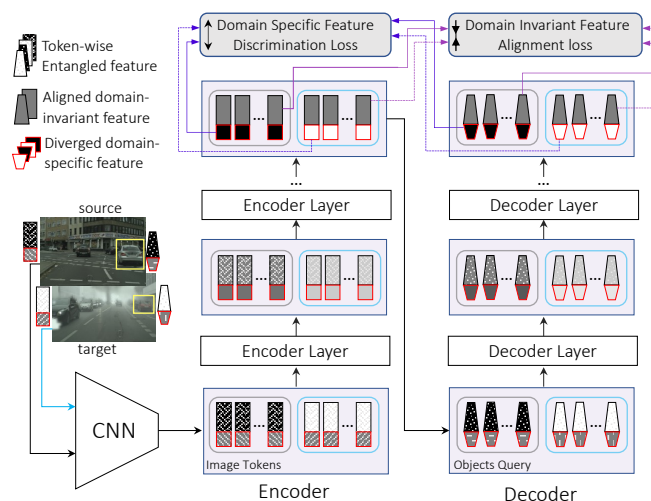 Domain Specific Feature
Discrimination Loss
Domain Invariant Feature
Alignment loss
Token-wise
Entangled feature
Aligned domain-
invariant feature
Diverged domain-
specific feature
...
...
...
...
...
...
source
Encoder Layer
Decoder Layer
...
...
...
...
target
Encoder Layer
Decoder Layer
CNN
...
...
...
...
Image Tokens
Objects Query
Encoder
Decoder